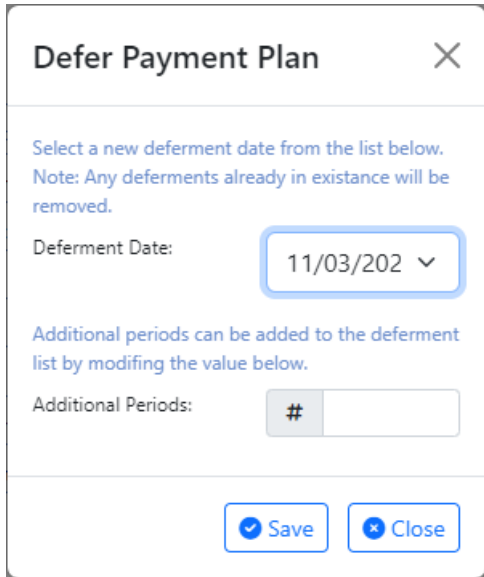 Defer Payment Plan
Select a new deferment date from the list below.
Note: Any deferments already in existance will be
removed.
Deferment Date:
11/03/202
Additional periods can be added to the deferment
list by modifing the value below.
Additional Periods:
#
Save
Close